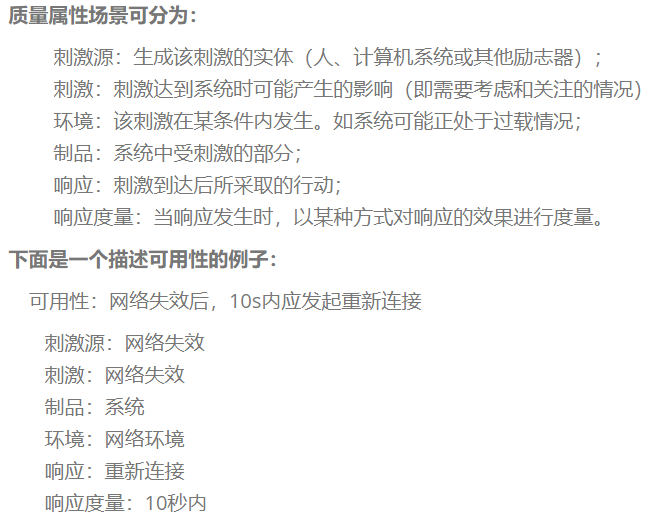 质量属性场景可分为：
刺激源：生成该刺激的实体（人、计算机系统或其他励志器）；
刺激：刺激达到系统时可能产生的影响（即需要考虑和关注的情况）
环境：该刺激在某条件内发生。如系统可能正处于过载情况；
制品：系统中受刺激的部分；
响应：刺激到达后所采取的行动；
响应度量：当响应发生时，以某种方式对响应的效果进行度量。
下面是一个描述可用性的例子：
可用性：网络失效后，10s内应发起重新连接
刺激源：网络失效
刺激：网络失效
制品：系统
环境：网络环境
响应：重新连接
响应度量：10秒内